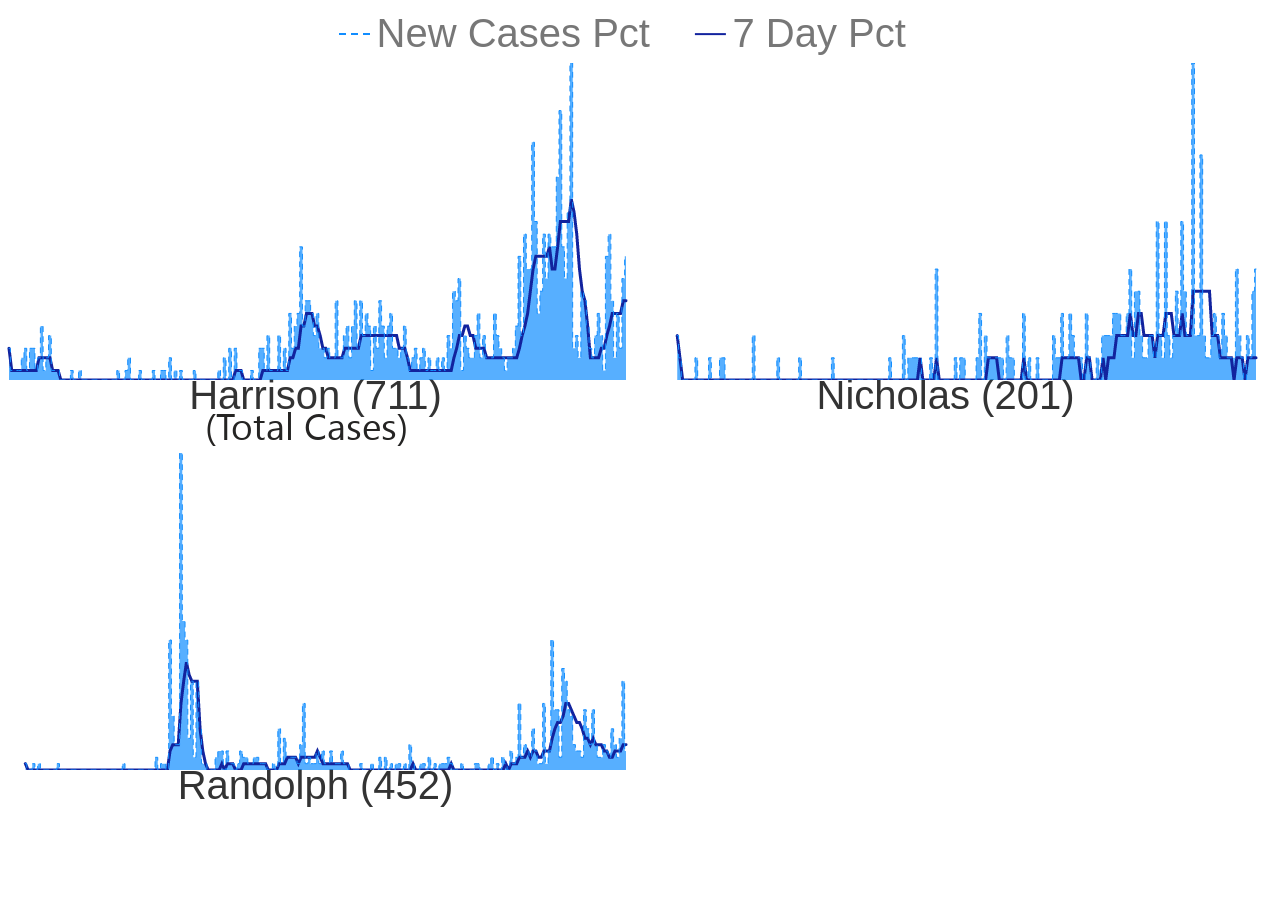 New Cases Pct 7 Day Pct
Harrison (711)
(Total Cases)
Nicholas (201)
Randolph (452)